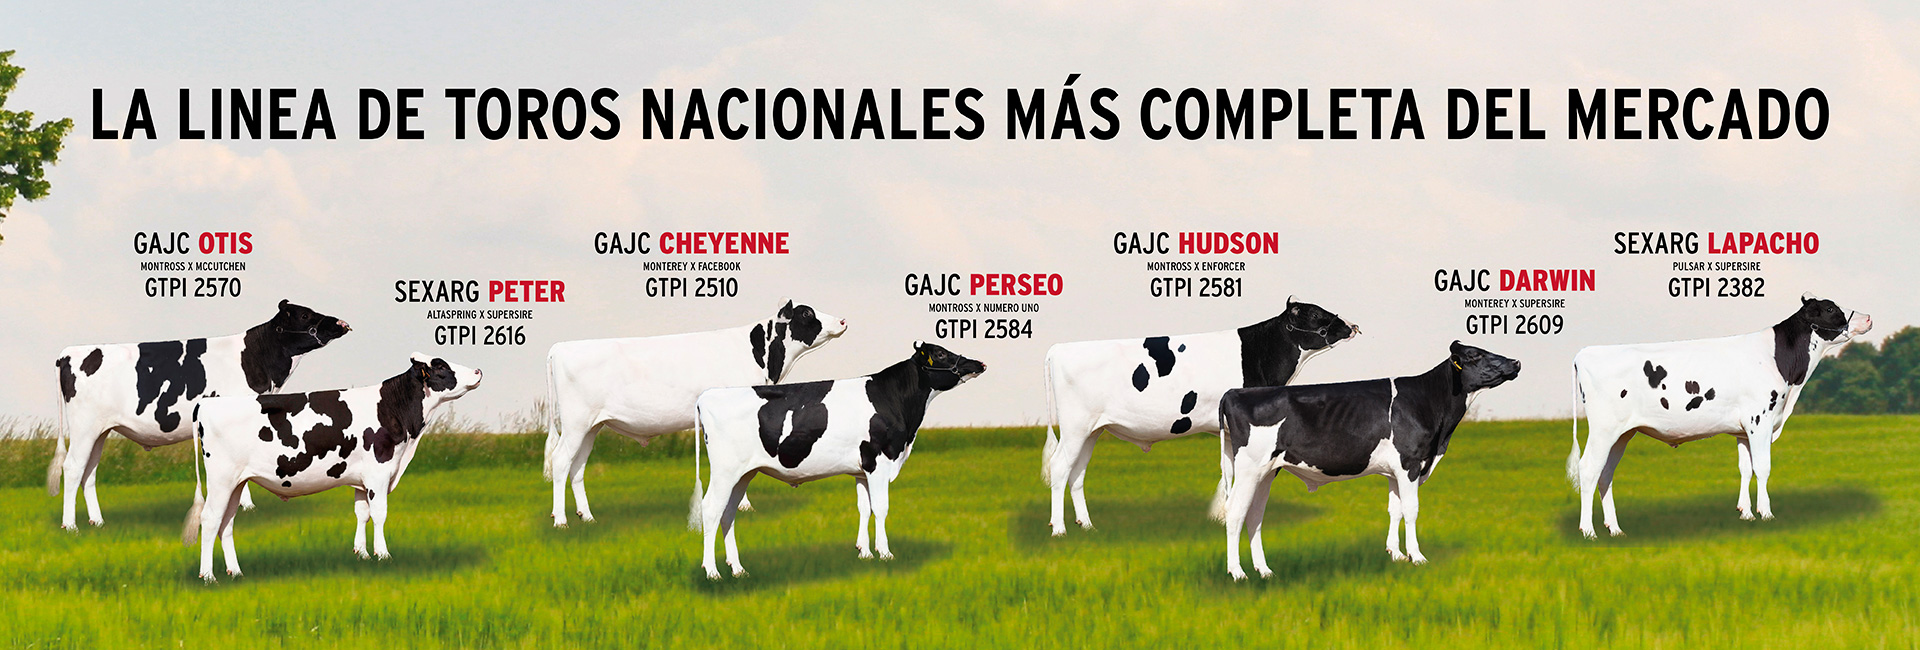 LA LINEA DE TOROS NACIONALES MÁS COMPLETA DEL MERCADO
GAJC OTIS
MONTROSS X MCCUTCHEN
GTPI 2570
SEXARG PETER
ALTASPRING X SUPERSIRE
GTPI 2616
GAJC CHEYENNE
MONTEREY X FACEBOOK
GTPI 2510
GAJC PERSEO
MONTROSS X NUMERO UNO
GTPI 2584
GAJC HUDSON
MONTROSS X ENFORCER
GTPI 2581
GAJC DARWIN
MONTEREY X SUPERSIRE
GTPI 2609
SEXARG LAPACHO
PULSAR X SUPERSIRE
GTPI 2382